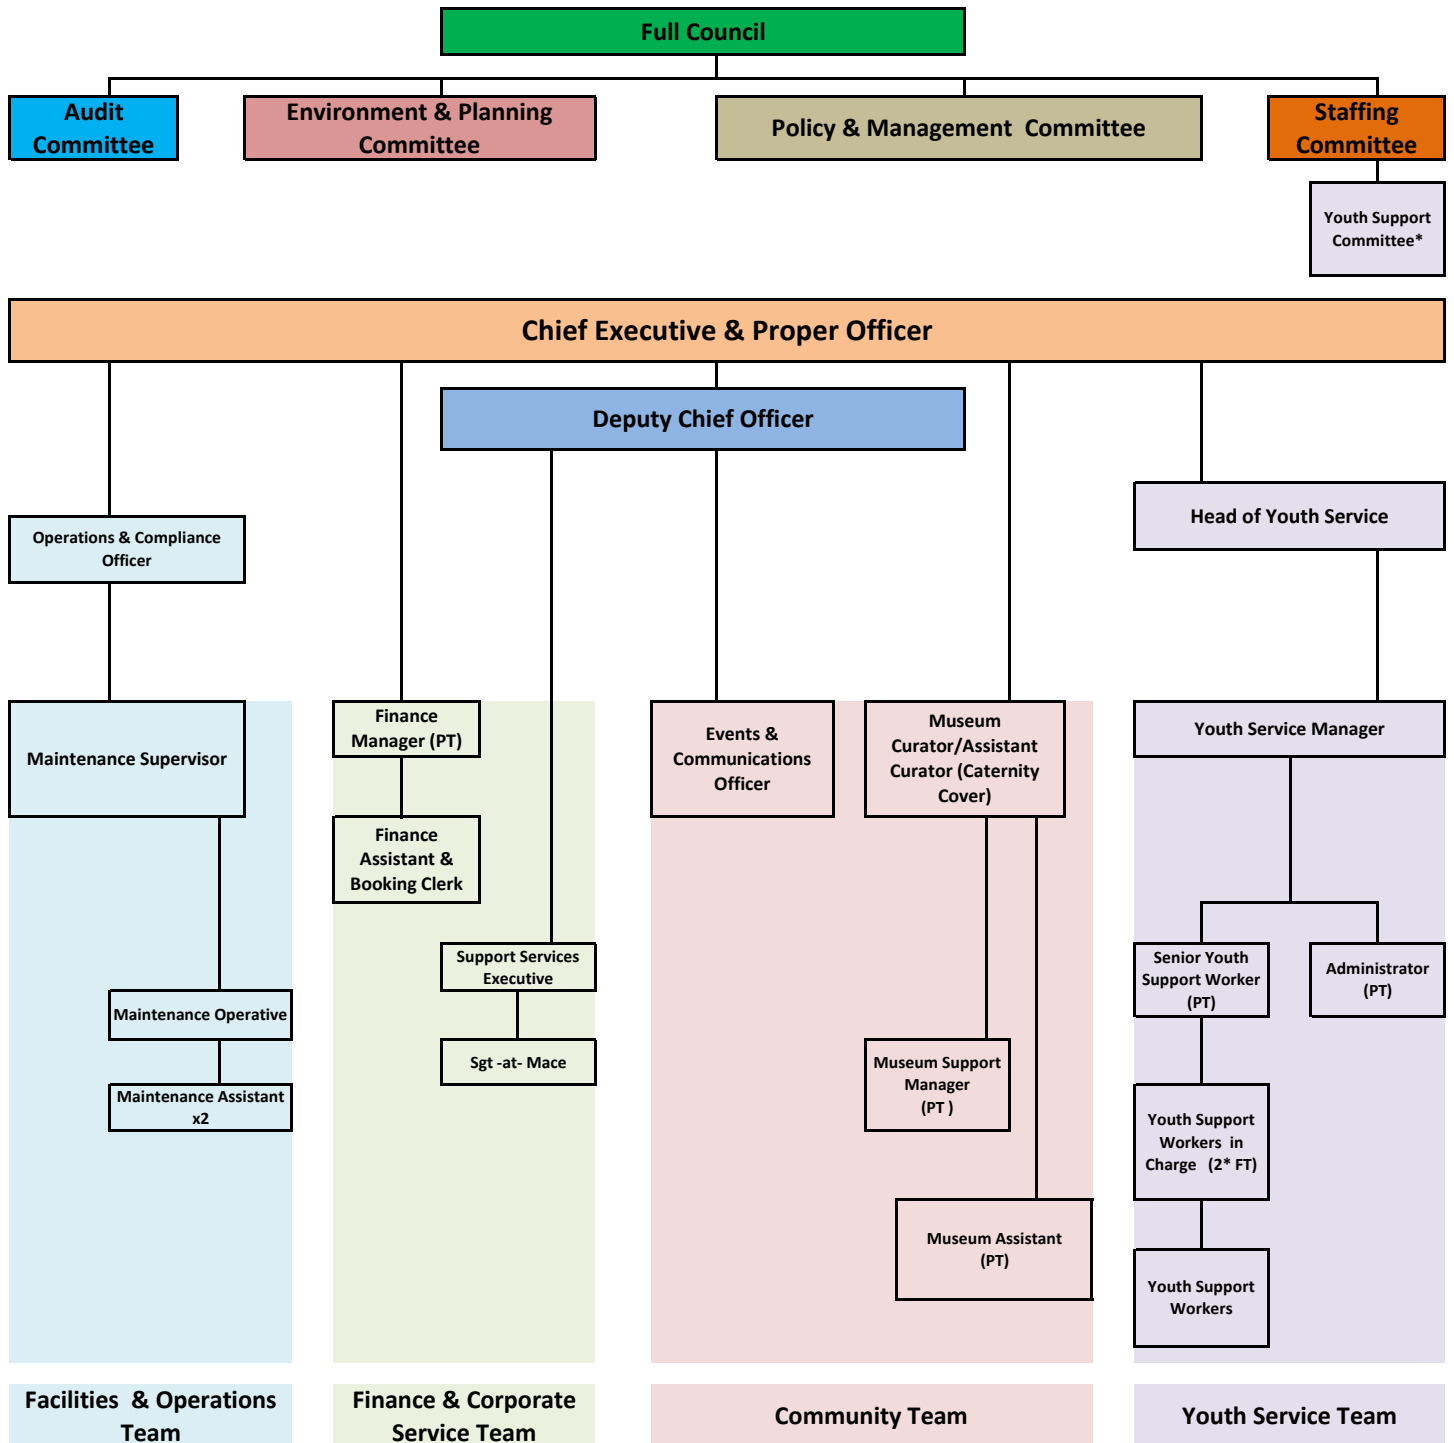 Full Council
Audit
Committee
Environment & Planning
Committee
Policy & Management  Committee
Staffing
Committee
Youth Support
Committee*
Chief Executive & Proper Officer
Deputy Chief Officer
Operations & Compliance
Officer
Head of Youth Service
Maintenance Supervisor
Finance
Manager (PT)
Events &
Communications
Officer
Museum
Curator/Assistant
Curator (Caternity
Cover)
Youth Service Manager
Finance
Assistant &
Booking Clerk
Support Services
Executive
Senior Youth
Support Worker
(PT)
Administrator
(PT)
Maintenance Operative
Sgt -at- Mace
Museum Support
Manager
(PT )
Maintenance Assistant
x2
Youth Support
Workers  in
Charge  (2* FT)
Museum Assistant
(PT)
Youth Support
Workers
Facilities  & Operations
Team
Finance & Corporate
Service Team
Community Team
Youth Service Team